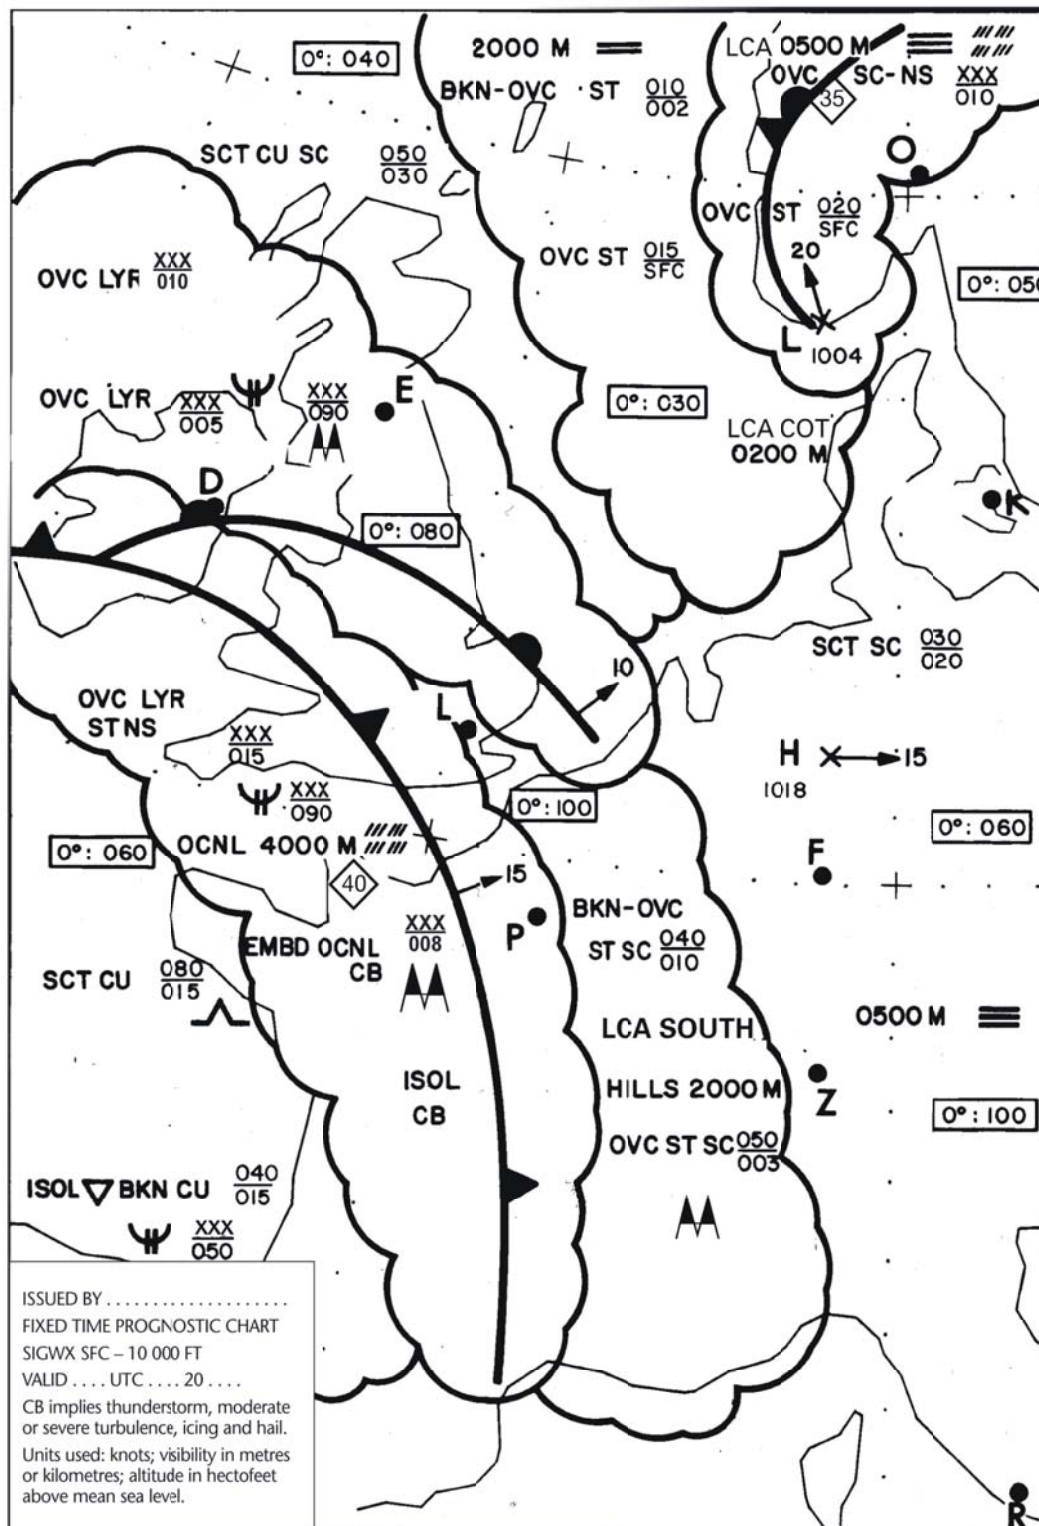 0°: 040
2000 M
BKN-OVC ST 010
002
LCA 0500 M
OVC SC-NS XXX
010
35
O
SCT CU SC 050
030
OVC ST 020
SFC
20
OVC LYR XXX
010
OVC ST 015
SFC
0°: 050
L
1004
OVC LYR XXX
005
XXX
090
E
0°: 030
LCA COT
0200 M
D
K
0°: 080
SCT SC 030
020
10
OVC LYR
ST NS
XXX
015
L
H 15
1018
XXX
090
0°: 100
0°: 060
0°: 060
OCNL 4000 M
40
15
F
EMBD OCNL
CB
XXX
008
P
BKN-OVC
ST SC 040
010
SCT CU 080
015
LCA SOUTH
HILLS 2000 M
0500 M
ISOL
CB
Z
0°: 100
OVC ST SC 050
003
ISOL BKN CU 040
015
XXX
050
ISSUED BY . . . . . . . . . . . . . . . . . . . .
FIXED TIME PROGNOSTIC CHART
SIGWX SFC – 10 000 FT
VALID . . . . UTC . . . . 20 . . . .
CB implies thunderstorm, moderate
or severe turbulence, icing and hail.
Units used: knots; visibility in metres
or kilometres; altitude in hectofeet
above mean sea level.
R